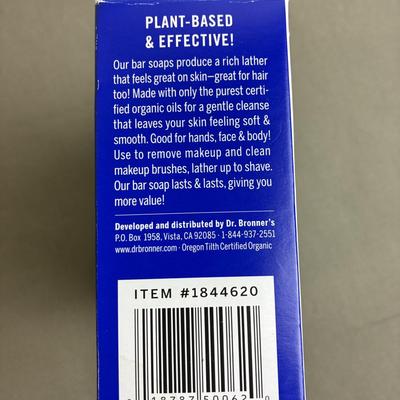 PLANT-BASED
& EFFECTIVE!
Our bar soaps produce a rich lather
that feels great on skin—great for hair
too! Made with only the purest certi-
fied organic oils for a gentle cleanse
that leaves your skin feeling soft &
smooth. Good for hands, face & body!
Use to remove makeup and clean
makeup brushes, lather up to shave.
Our bar soap lasts & lasts, giving you
more value!
Developed and distributed by Dr. Bronner's
P.O. Box 1958, Vista, CA 92085 · 1-844-937-2551
www.drbronner.com · Oregon Tilth Certified Organic
ITEM #1844620
18787 50062